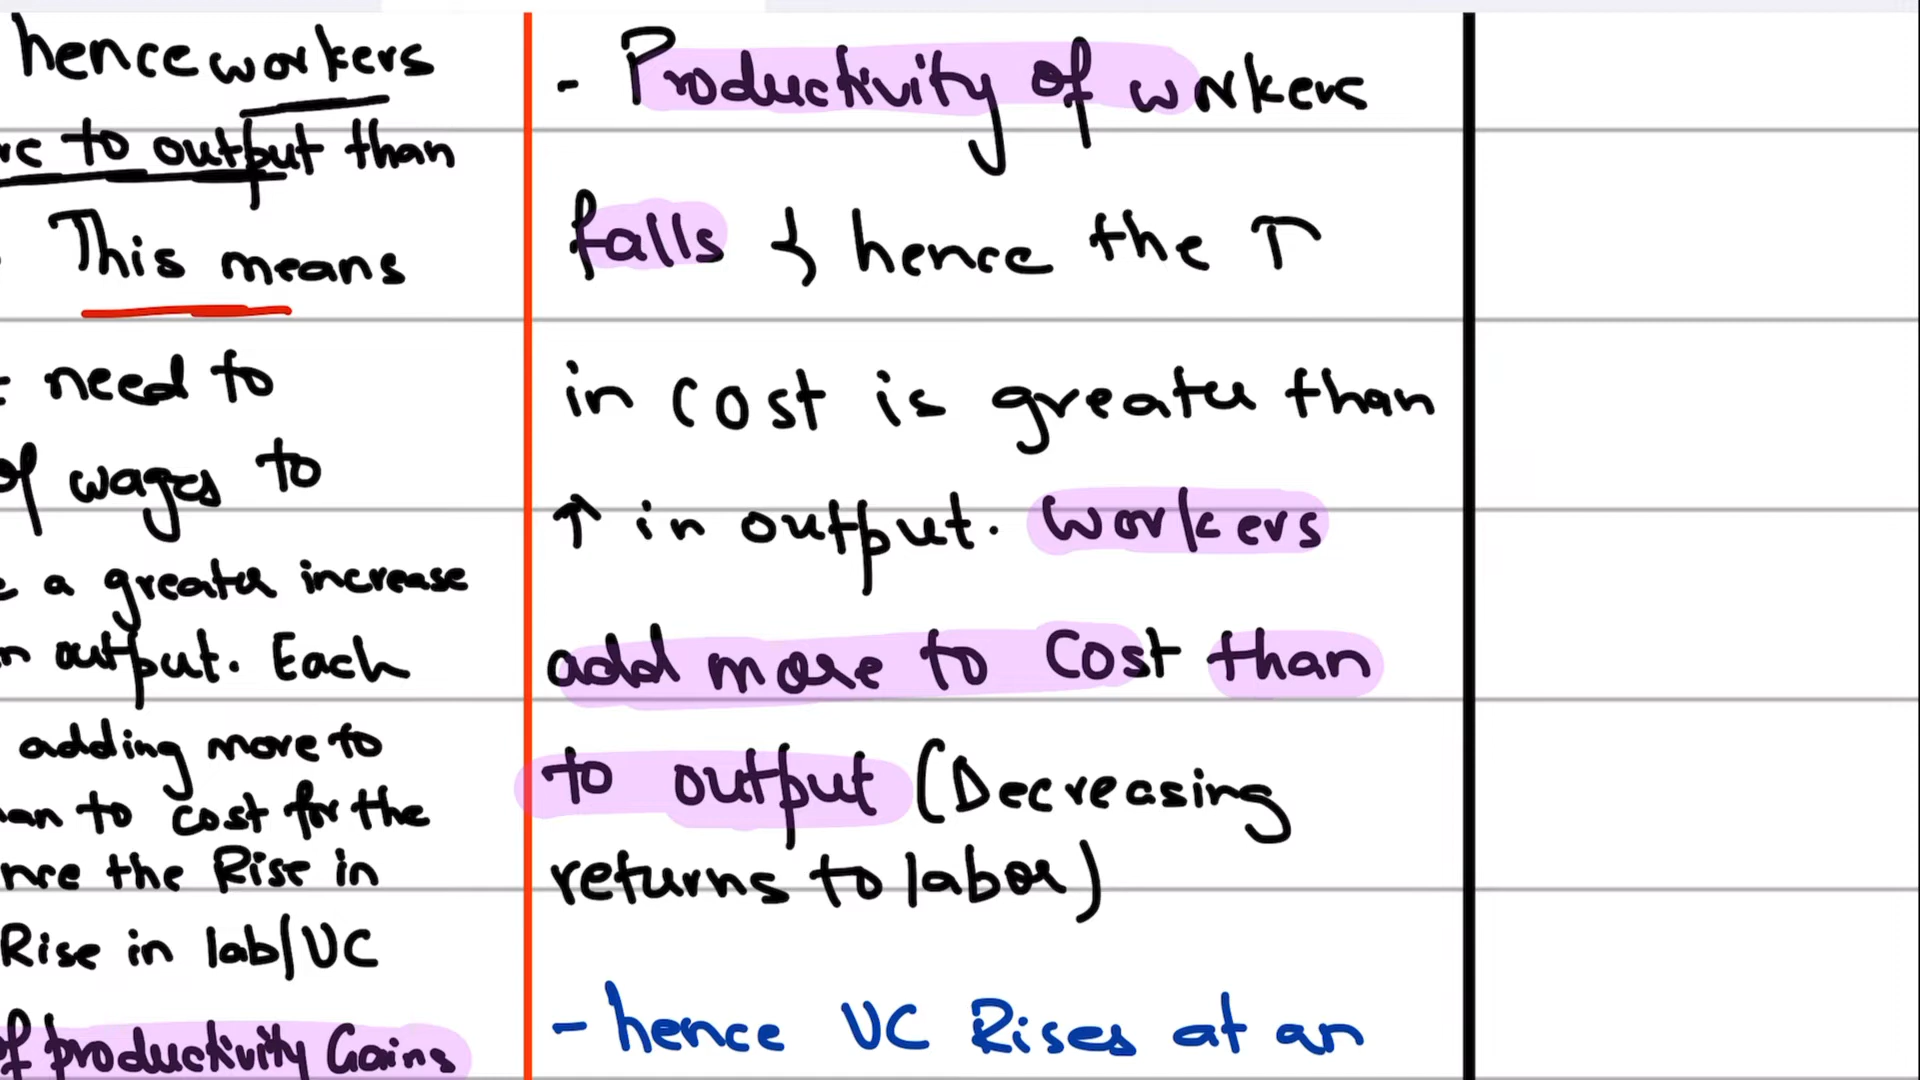 hence workers
to output than
This means
need to
of wages to
a greater increase
output. Each
adding more to
to cost for the
the Rise in
Rise in lab/VC
of productivity Gains
- Productivity of workers
falls } hence the ↑
in cost is greater than
↑ in output. Workers
add more to Cost than
to output (Decreasing
returns to labor)
- hence VC Rises at an